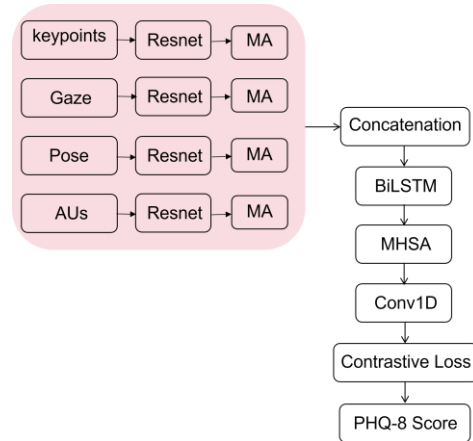 keypoints Resnet MA
Gaze Resnet MA
Pose Resnet MA
AUs Resnet MA
Concatenation
BiLSTM
MHSA
Conv1D
Contrastive Loss
PHQ-8 Score